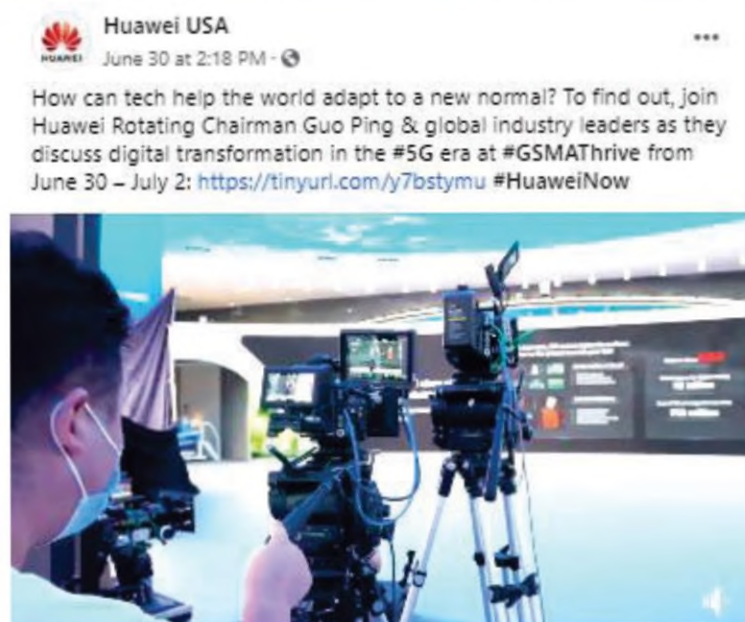 Huawei USA
HUAWEI
June 30 at 2:18 PM ·
How can tech help the world adapt to a new normal? To find out, join
Huawei Rotating Chairman Guo Ping & global industry leaders as they
discuss digital transformation in the #5G era at #GSMAThrive from
June 30 – July 2: https://tinyurl.com/y7bstymu #HuaweiNow